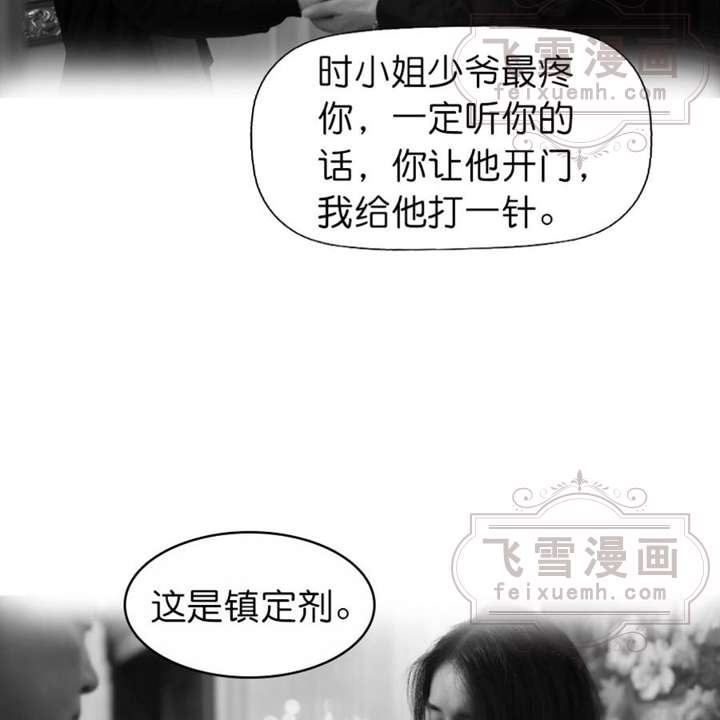 飞雪漫画
feixuemh.com
时小姐少爷最疼
你，一定听你的
话，你让他开门，
我给他打一针。
飞雪漫画
feixuemh.com
这是镇定剂。